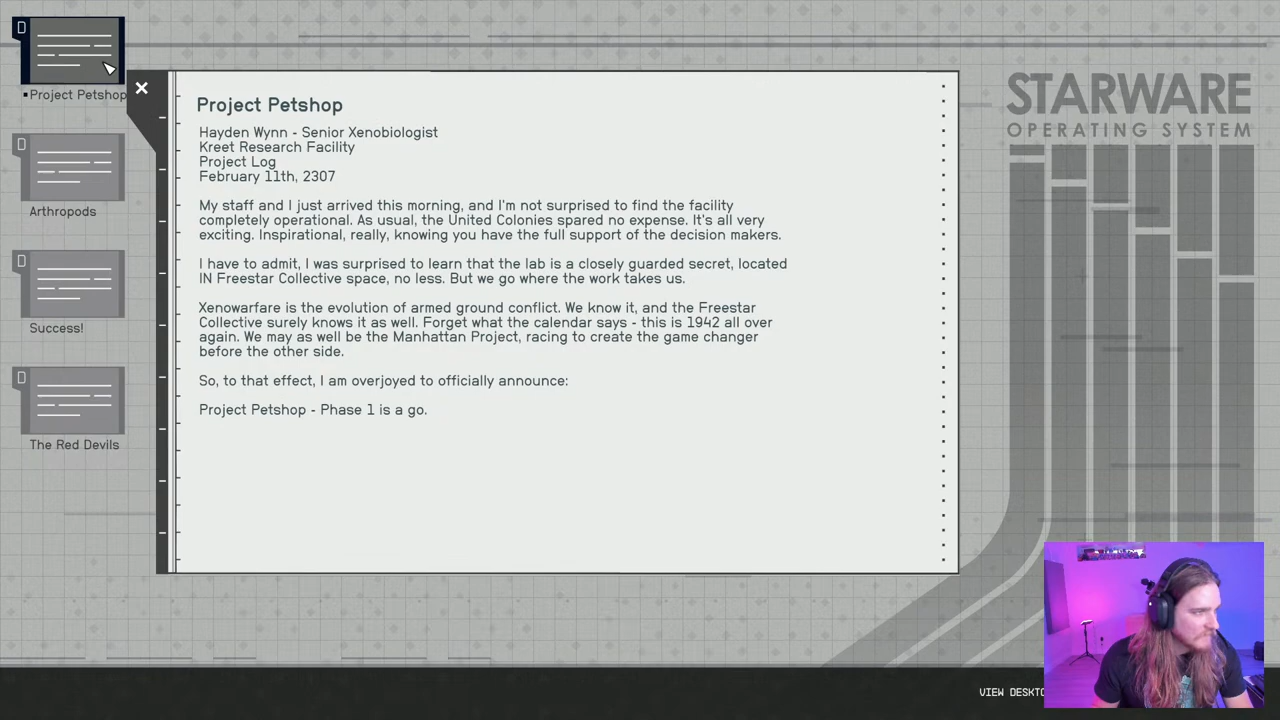 Project Petshop
Arthropods
Success!
The Red Devils
Project Petshop
Hayden Wynn - Senior Xenobiologist
Kreet Research Facility
Project Log
February 11th, 2307
My staff and I just arrived this morning, and I'm not surprised to find the facility
completely operational. As usual, the United Colonies spared no expense. It's all very
exciting. Inspirational, really, knowing you have the full support of the decision makers.
I have to admit, I was surprised to learn that the lab is a closely guarded secret, located
IN Freestar Collective space, no less. But we go where the work takes us.
Xenowarfare is the evolution of armed ground conflict. We know it, and the Freestar
Collective surely knows it as well. Forget what the calendar says - this is 1942 all over
again. We may as well be the Manhattan Project, racing to create the game changer
before the other side.
So, to that effect, I am overjoyed to officially announce:
Project Petshop - Phase 1 is a go.
STARWARE
OPERATING SYSTEM
VIEW